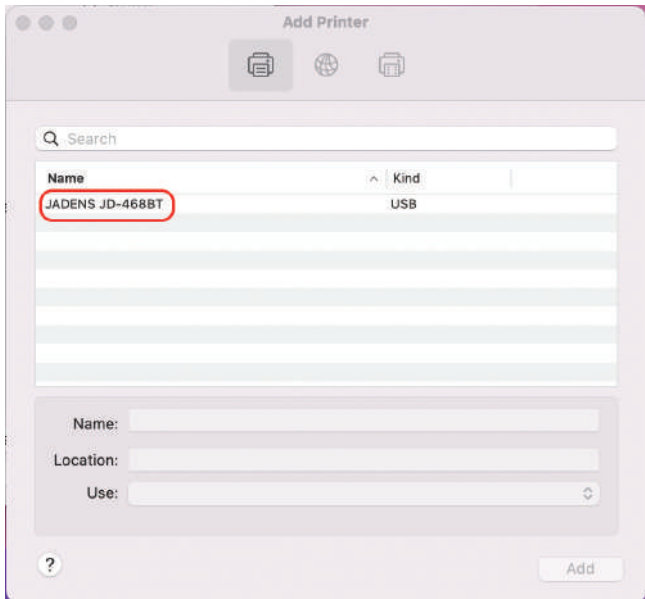 Add Printer
Search
Name Kind
JADENS JD-468BT USB
Name:
Location:
Use:
?
Add